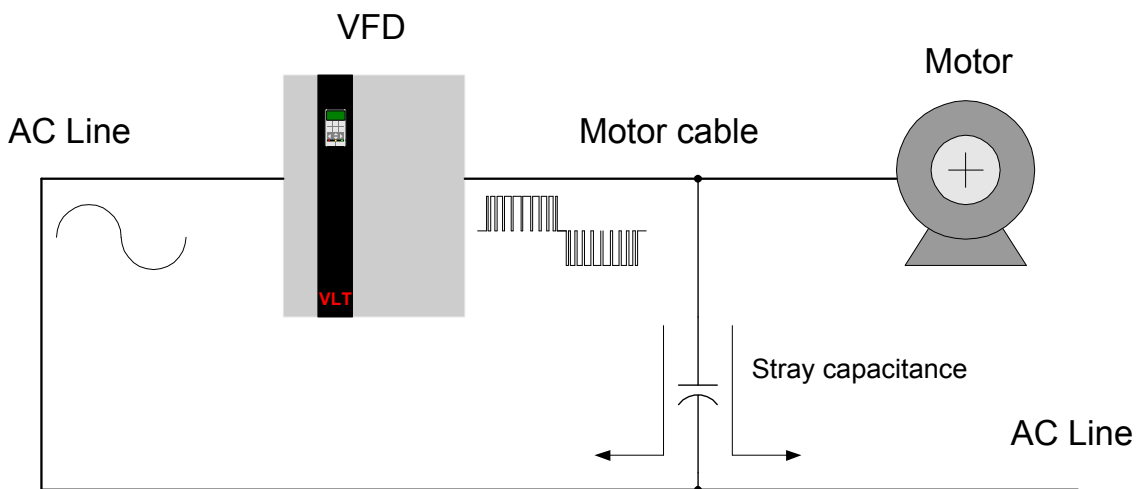 VFD
Motor
AC Line
Motor cable
VLT
Stray capacitance
AC Line